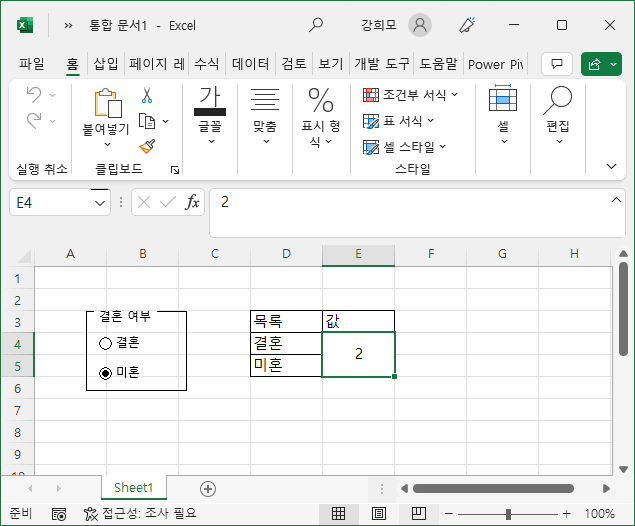 통합 문서1 - Excel
강희모
파일 홈 삽입 페이지 레 수식 데이터 검토 보기 개발 도구 도움말 Power Piv
붙여넣기 가 글꼴 맞춤 % 표시 형식 조건부 서식 표 서식 셀 스타일 셀 편집
실행 취소 클립보드 스타일
E4 fx 2
A B C D E F G H
1
2
3 결혼 여부 목록 값
4 결혼 결혼 2
5 미혼 미혼
6
7
8
9
10
Sheet1
준비 접근성: 조사 필요 100%